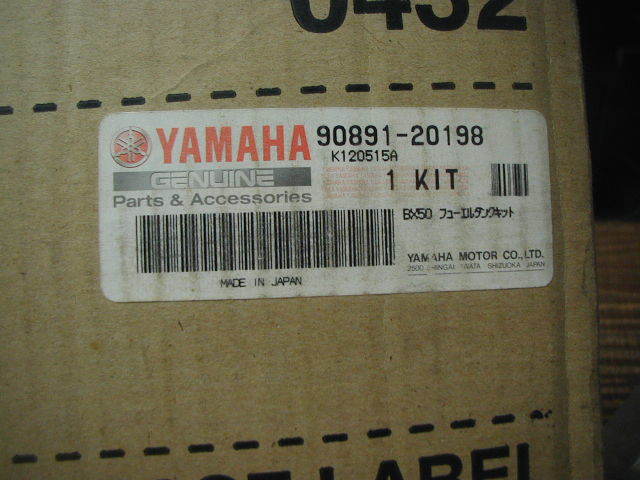 0452
YAMAHA 90891-20198
K120515A
GENUINE 1 KIT
Parts & Accessories
BX50 フューエルタンクキット
YAMAHA MOTOR CO., LTD.
2500 SHINGAI IWATA SHIZUOKA JAPAN
MADE IN JAPAN
LABEL